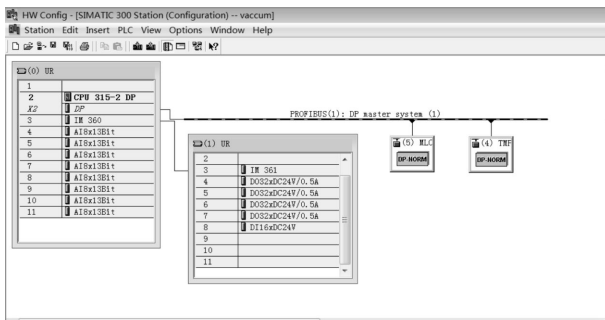 HW Config - [SIMATIC 300 Station (Configuration) -- vaccum]
Station Edit Insert PLC View Options Window Help
(0) UR
1
2 CPU 315-2 DP
X2 DP
3 IM 360
4 AI8x13Bit
5 AI8x13Bit
6 AI8x13Bit
7 AI8x13Bit
8 AI8x13Bit
9 AI8x13Bit
10 AI8x13Bit
11 AI8x13Bit
PROFIBUS(1): DP master system (1)
(5) MLC
DP-NORM
(4) TMP
DP-NORM
(1) UR
2
3 IM 361
4 DO32xDC24V/0.5A
5 DO32xDC24V/0.5A
6 DO32xDC24V/0.5A
7 DO32xDC24V/0.5A
8 DI16xDC24V
9
10
11